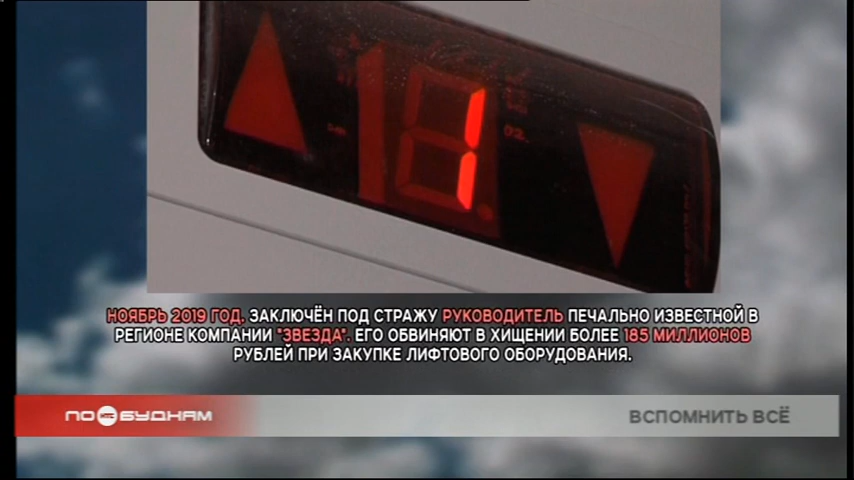 1
НОЯБРЬ 2019 ГОД. ЗАКЛЮЧЁН ПОД СТРАЖУ РУКОВОДИТЕЛЬ ПЕЧАЛЬНО ИЗВЕСТНОЙ В
РЕГИОНЕ КОМПАНИИ "ЗВЕЗДА". ЕГО ОБВИНЯЮТ В ХИЩЕНИИ БОЛЕЕ 185 МИЛЛИОНОВ
РУБЛЕЙ ПРИ ЗАКУПКЕ ЛИФТОВОГО ОБОРУДОВАНИЯ.
ПО БУДНЯМ
ВСПОМНИТЬ ВСЁ